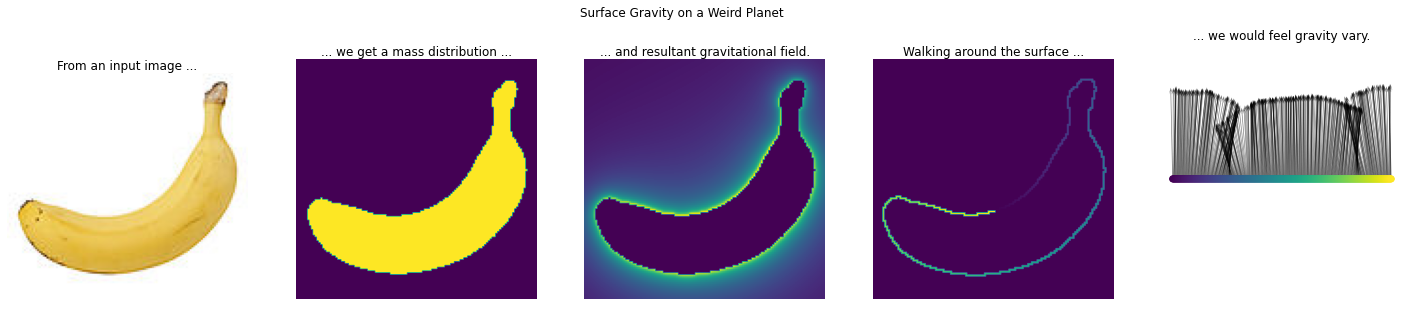 Surface Gravity on a Weird Planet
From an input image ...
... we get a mass distribution ...
... and resultant gravitational field.
Walking around the surface ...
... we would feel gravity vary.